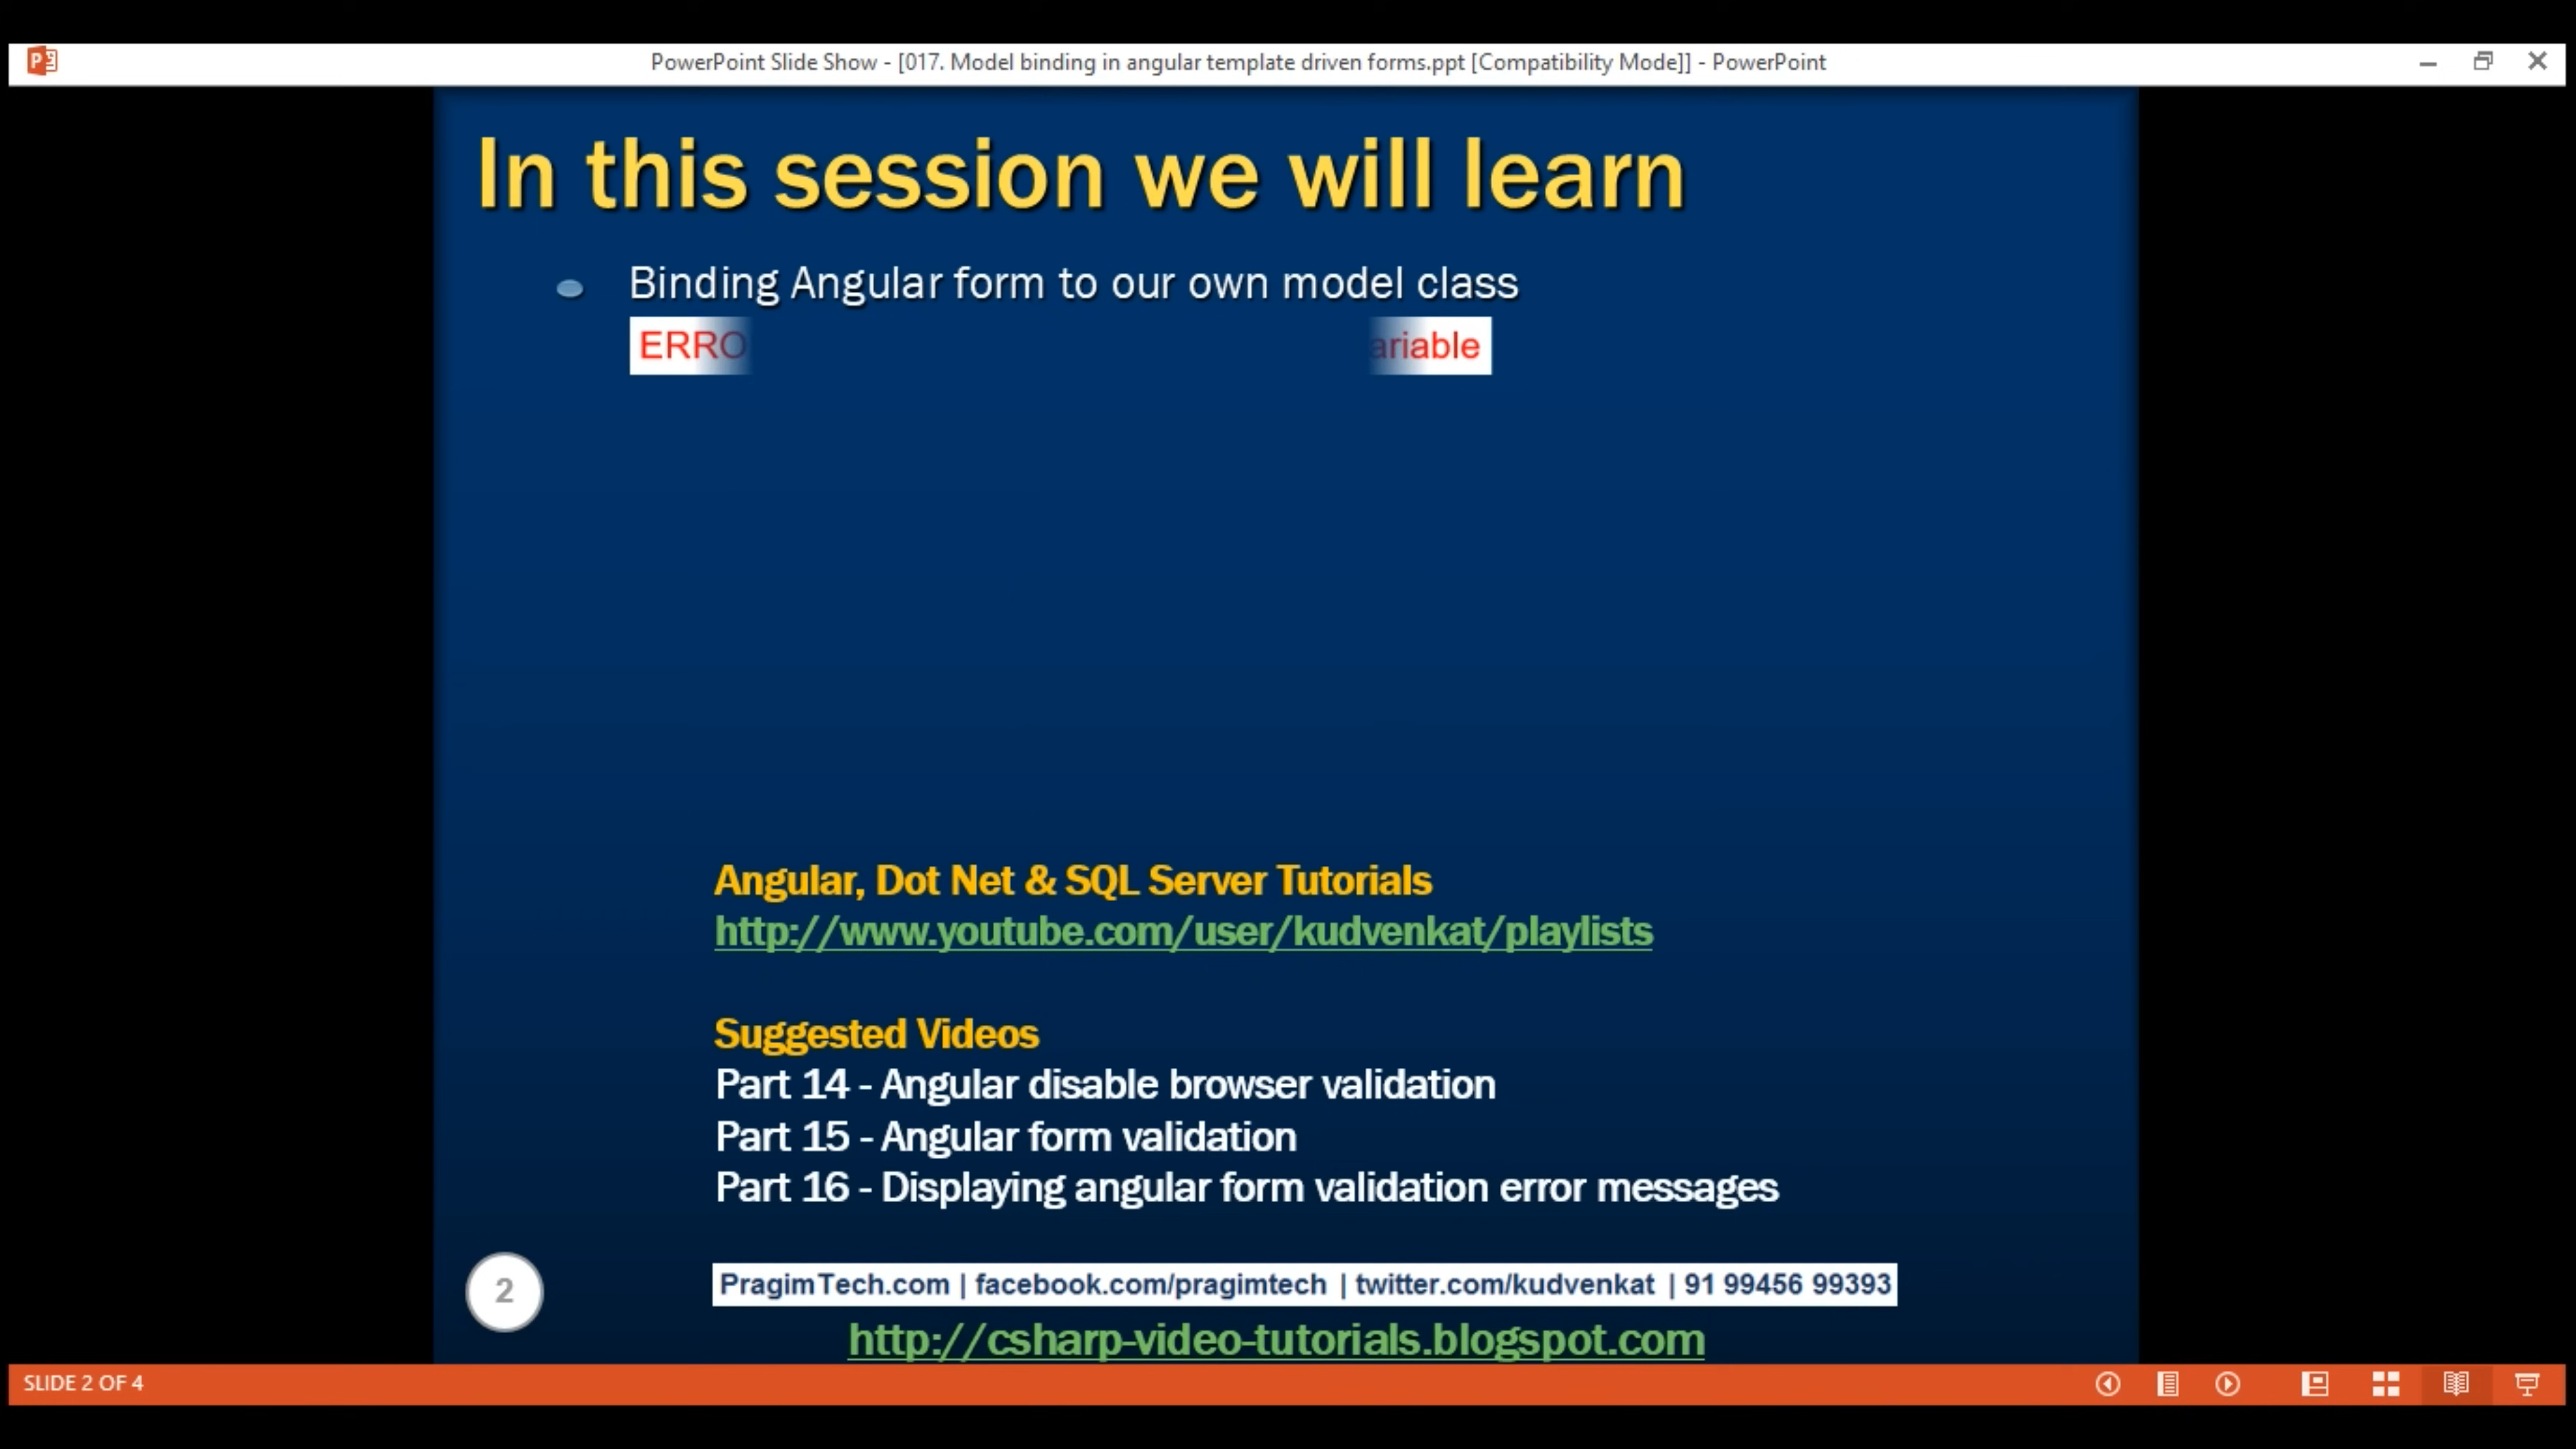 PowerPoint Slide Show - [017. Model binding in angular template driven forms.ppt [Compatibility Mode]] - PowerPoint
In this session we will learn
Binding Angular form to our own model class
ERRO ariable
Angular, Dot Net & SQL Server Tutorials
http://www.youtube.com/user/kudvenkat/playlists
Suggested Videos
Part 14 - Angular disable browser validation
Part 15 - Angular form validation
Part 16 - Displaying angular form validation error messages
2
PragimTech.com | facebook.com/pragimtech | twitter.com/kudvenkat | 91 99456 99393
http://csharp-video-tutorials.blogspot.com
SLIDE 2 OF 4